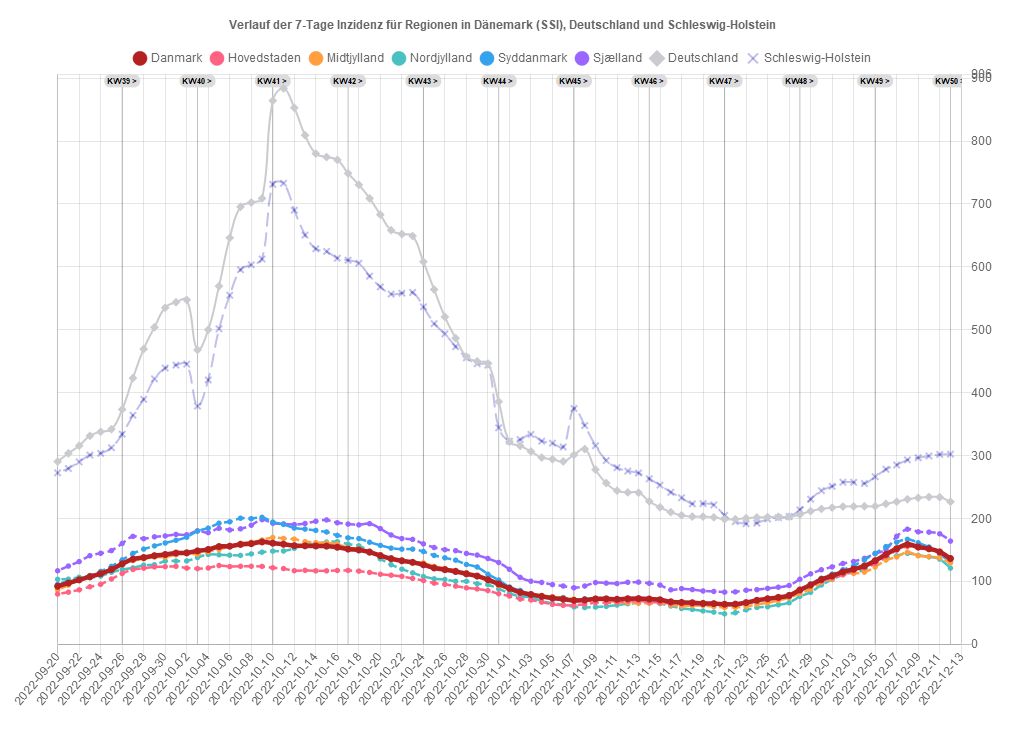 Verlauf der 7-Tage Inzidenz für Regionen in Dänemark (SSI), Deutschland und Schleswig-Holstein
Danmark Hovedstaden Midtjylland Nordjylland Syddanmark Sjælland Deutschland Schleswig-Holstein
KW39 > KW40 > KW41 > KW42 > KW43 > KW44 > KW45 > KW46 > KW47 > KW48 > KW49 > KW50 >
906
900
800
700
600
500
400
300
200
100
0
2022-09-20 2022-09-22 2022-09-24 2022-09-26 2022-09-28 2022-09-30 2022-10-02 2022-10-04 2022-10-06 2022-10-08 2022-10-10 2022-10-12 2022-10-14 2022-10-16 2022-10-18 2022-10-20 2022-10-22 2022-10-24 2022-10-26 2022-10-28 2022-10-30 2022-11-01 2022-11-03 2022-11-05 2022-11-07 2022-11-09 2022-11-11 2022-11-13 2022-11-15 2022-11-17 2022-11-19 2022-11-21 2022-11-23 2022-11-25 2022-11-27 2022-11-29 2022-12-01 2022-12-03 2022-12-05 2022-12-07 2022-12-09 2022-12-11 2022-12-13